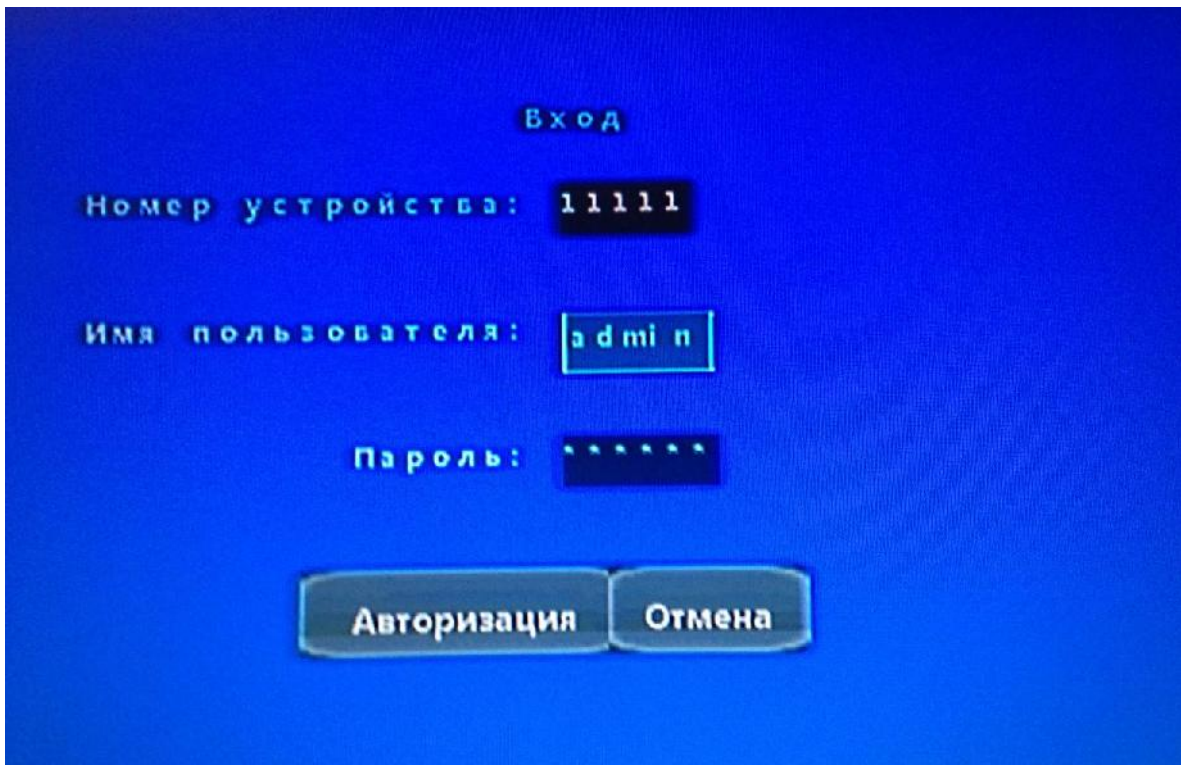 Вход
Номер устройства: 11111
Имя пользователя: admin
Пароль: ******
Авторизация Отмена